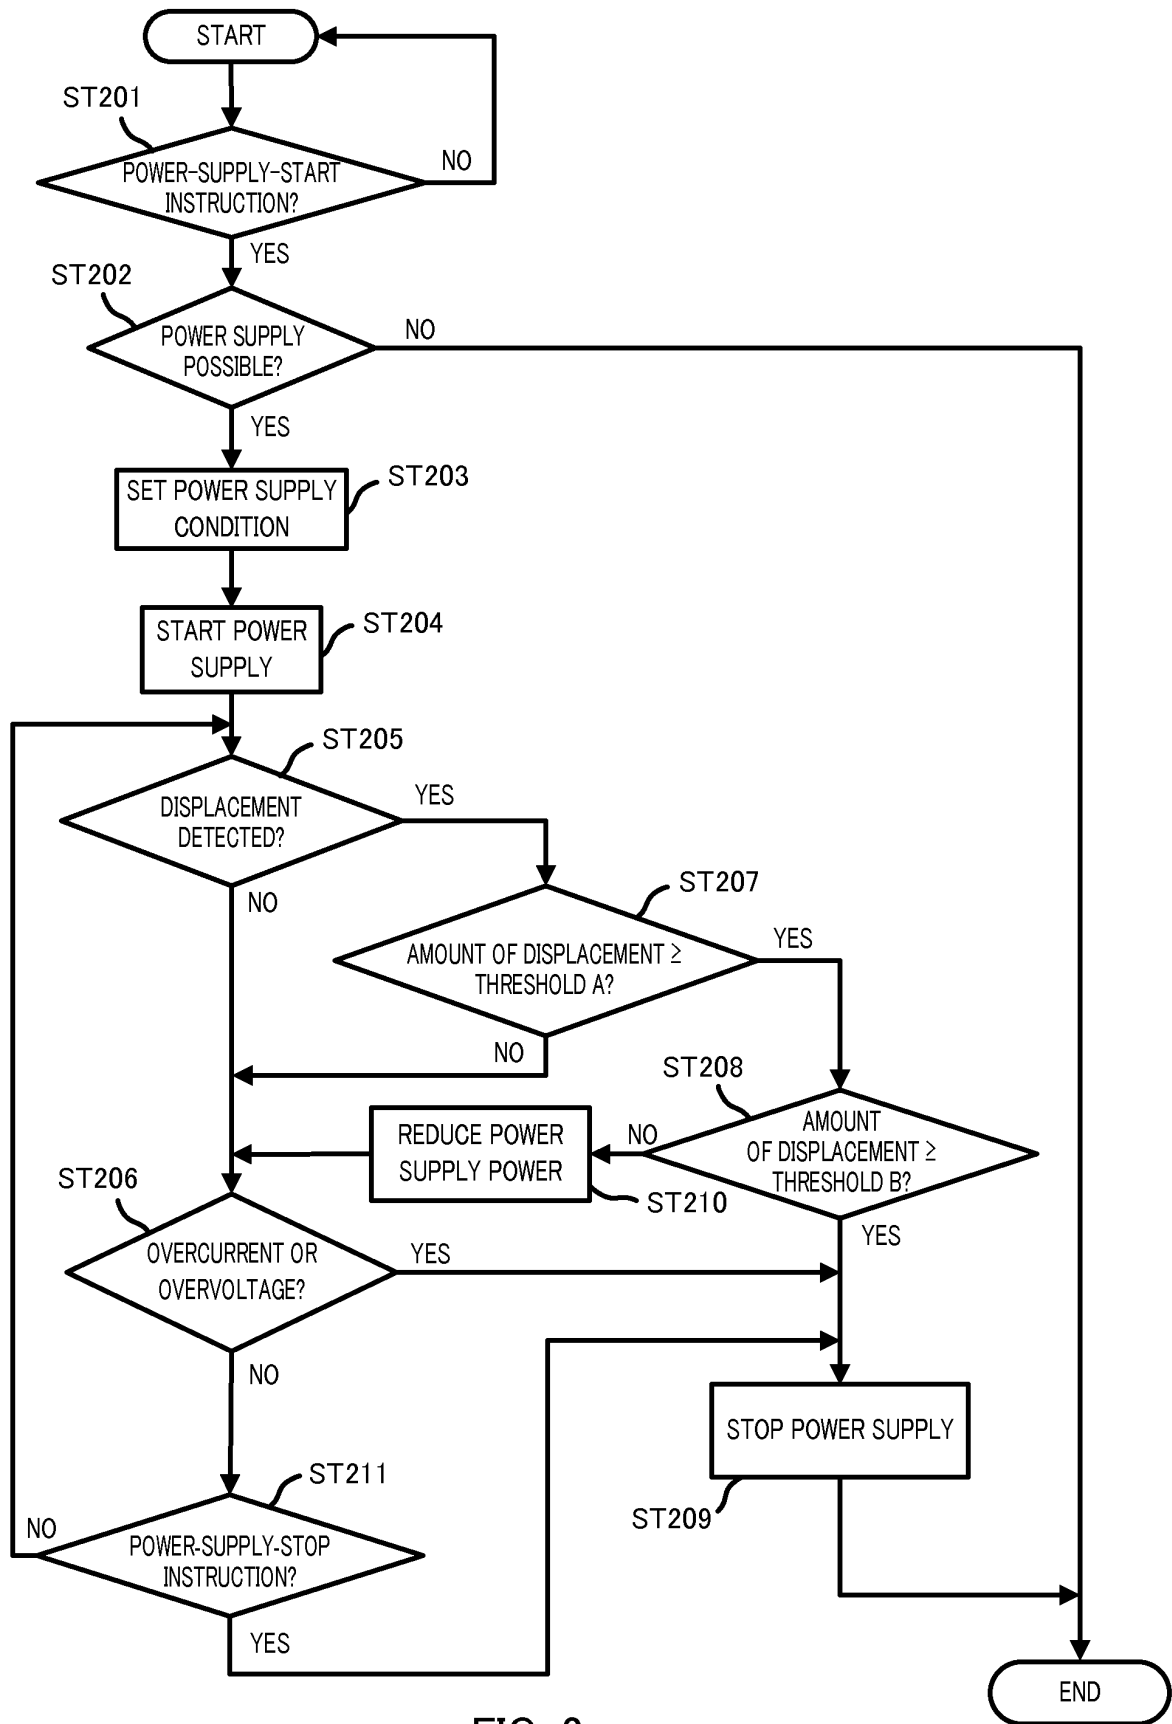 START
ST201
POWER-SUPPLY-START
INSTRUCTION?
NO
YES
ST202
POWER SUPPLY
POSSIBLE?
NO
YES
SET POWER SUPPLY
CONDITION
ST203
START POWER
SUPPLY
ST204
ST205
DISPLACEMENT
DETECTED?
YES
NO
ST207
AMOUNT OF DISPLACEMENT ≥
THRESHOLD A?
YES
NO
ST208
AMOUNT
OF DISPLACEMENT ≥
THRESHOLD B?
NO
YES
REDUCE POWER
SUPPLY POWER
ST210
ST206
OVERCURRENT OR
OVERVOLTAGE?
YES
NO
STOP POWER SUPPLY
ST209
ST211
POWER-SUPPLY-STOP
INSTRUCTION?
NO
YES
END